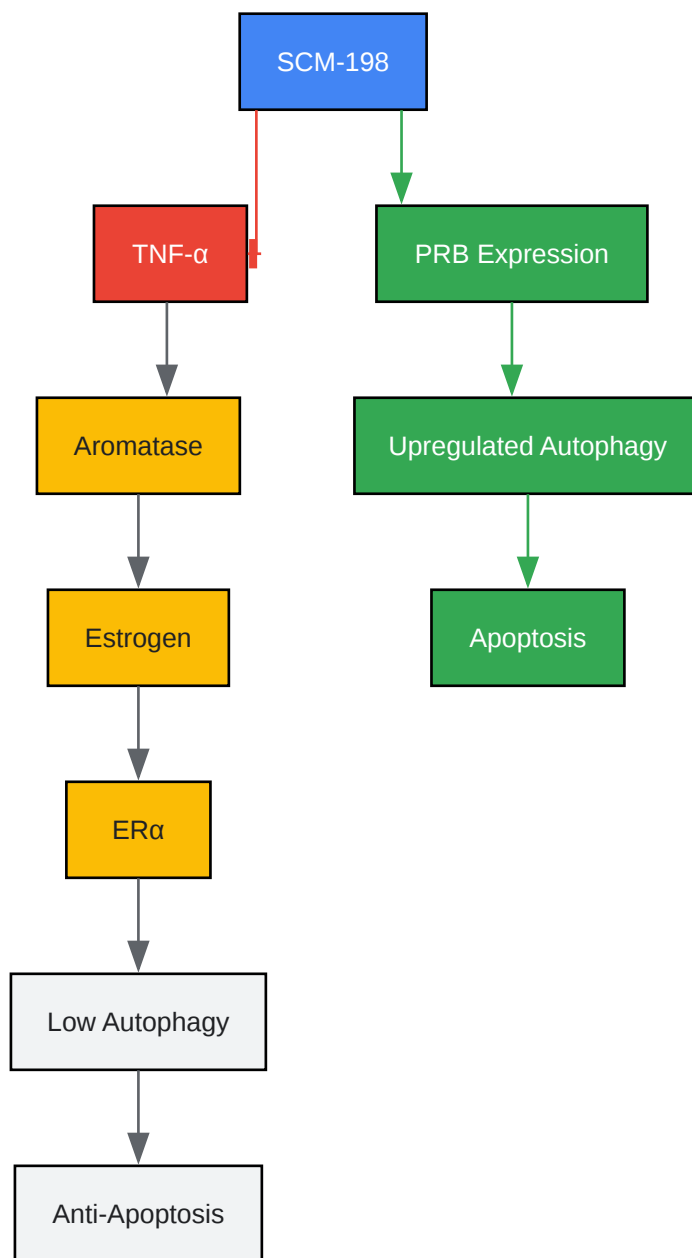 SCM-198
TNF-α
PRB Expression
Aromatase
Upregulated Autophagy
Estrogen
Apoptosis
ERα
Low Autophagy
Anti-Apoptosis